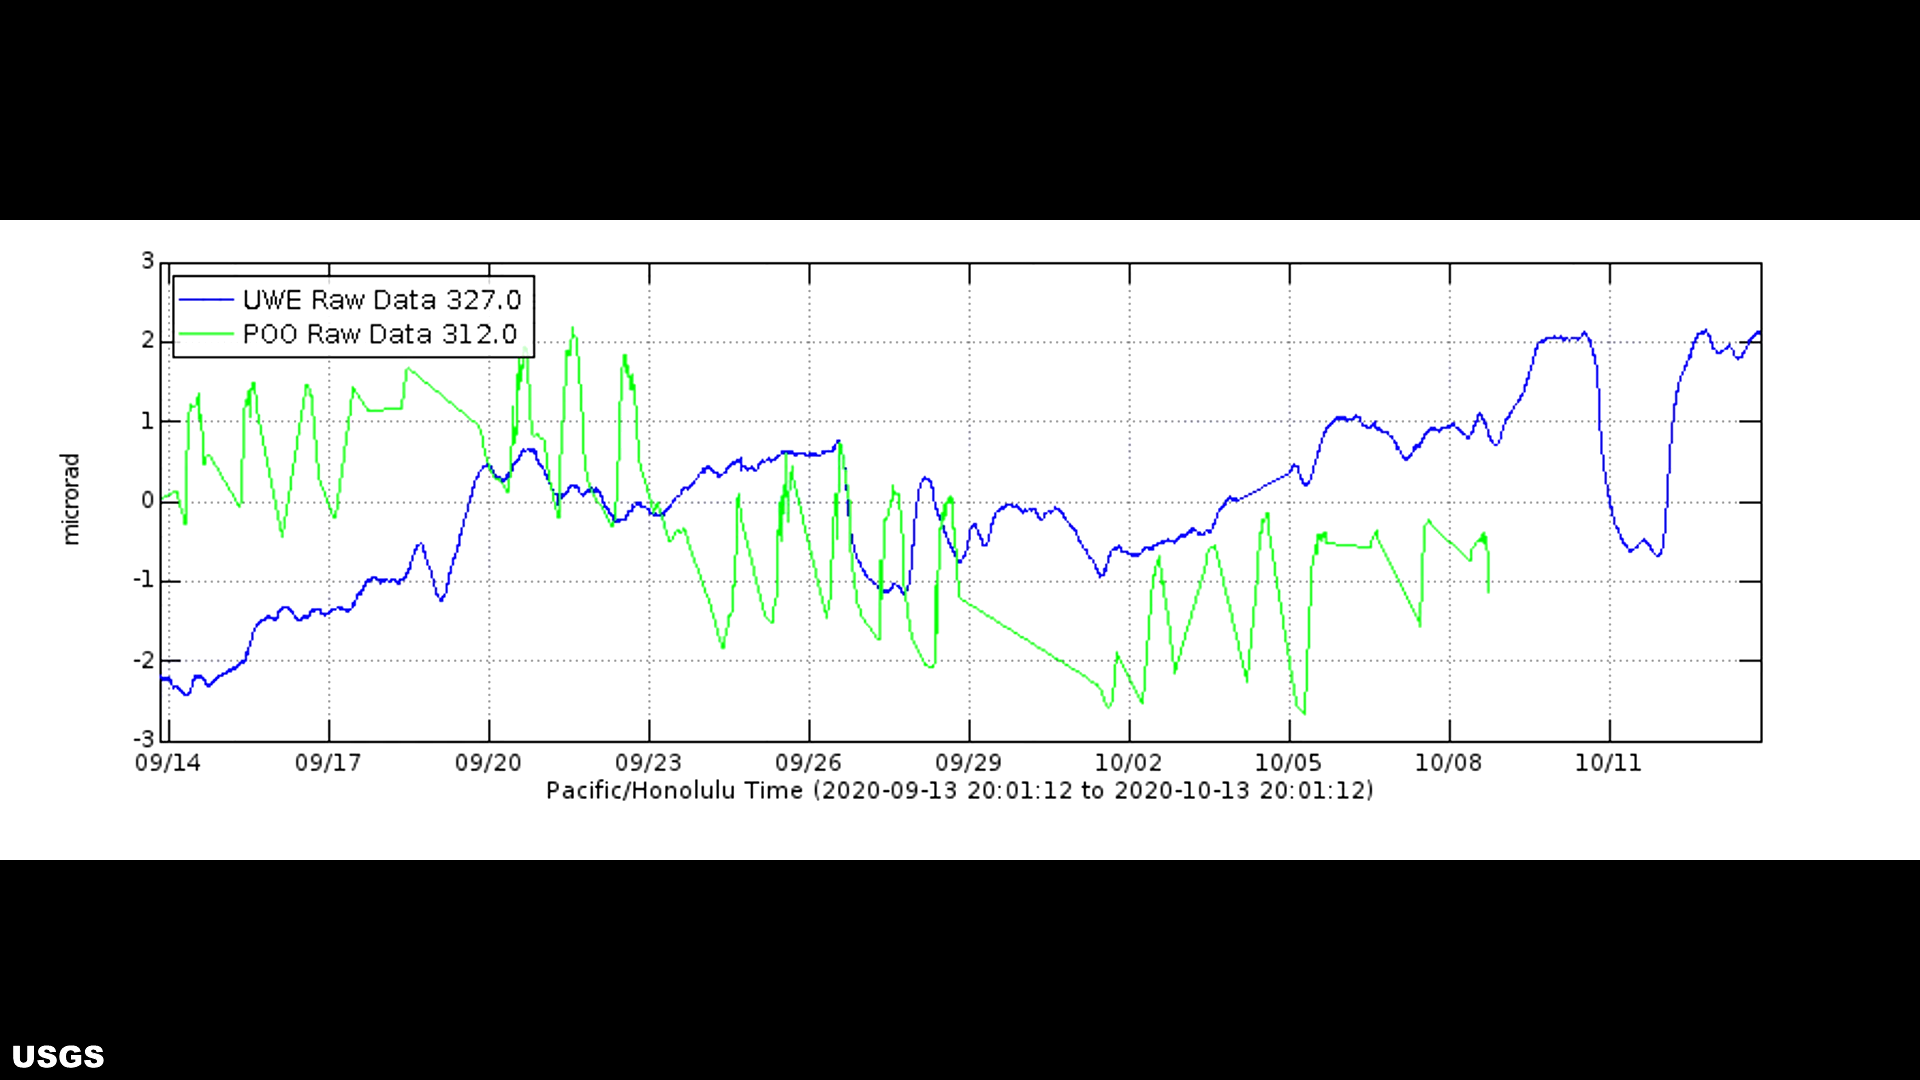 3
UWE Raw Data 327.0
POO Raw Data 312.0
2
1
0
-1
-2
-3
microrad
09/14 09/17 09/20 09/23 09/26 09/29 10/02 10/05 10/08 10/11
Pacific/Honolulu Time (2020-09-13 20:01:12 to 2020-10-13 20:01:12)
USGS